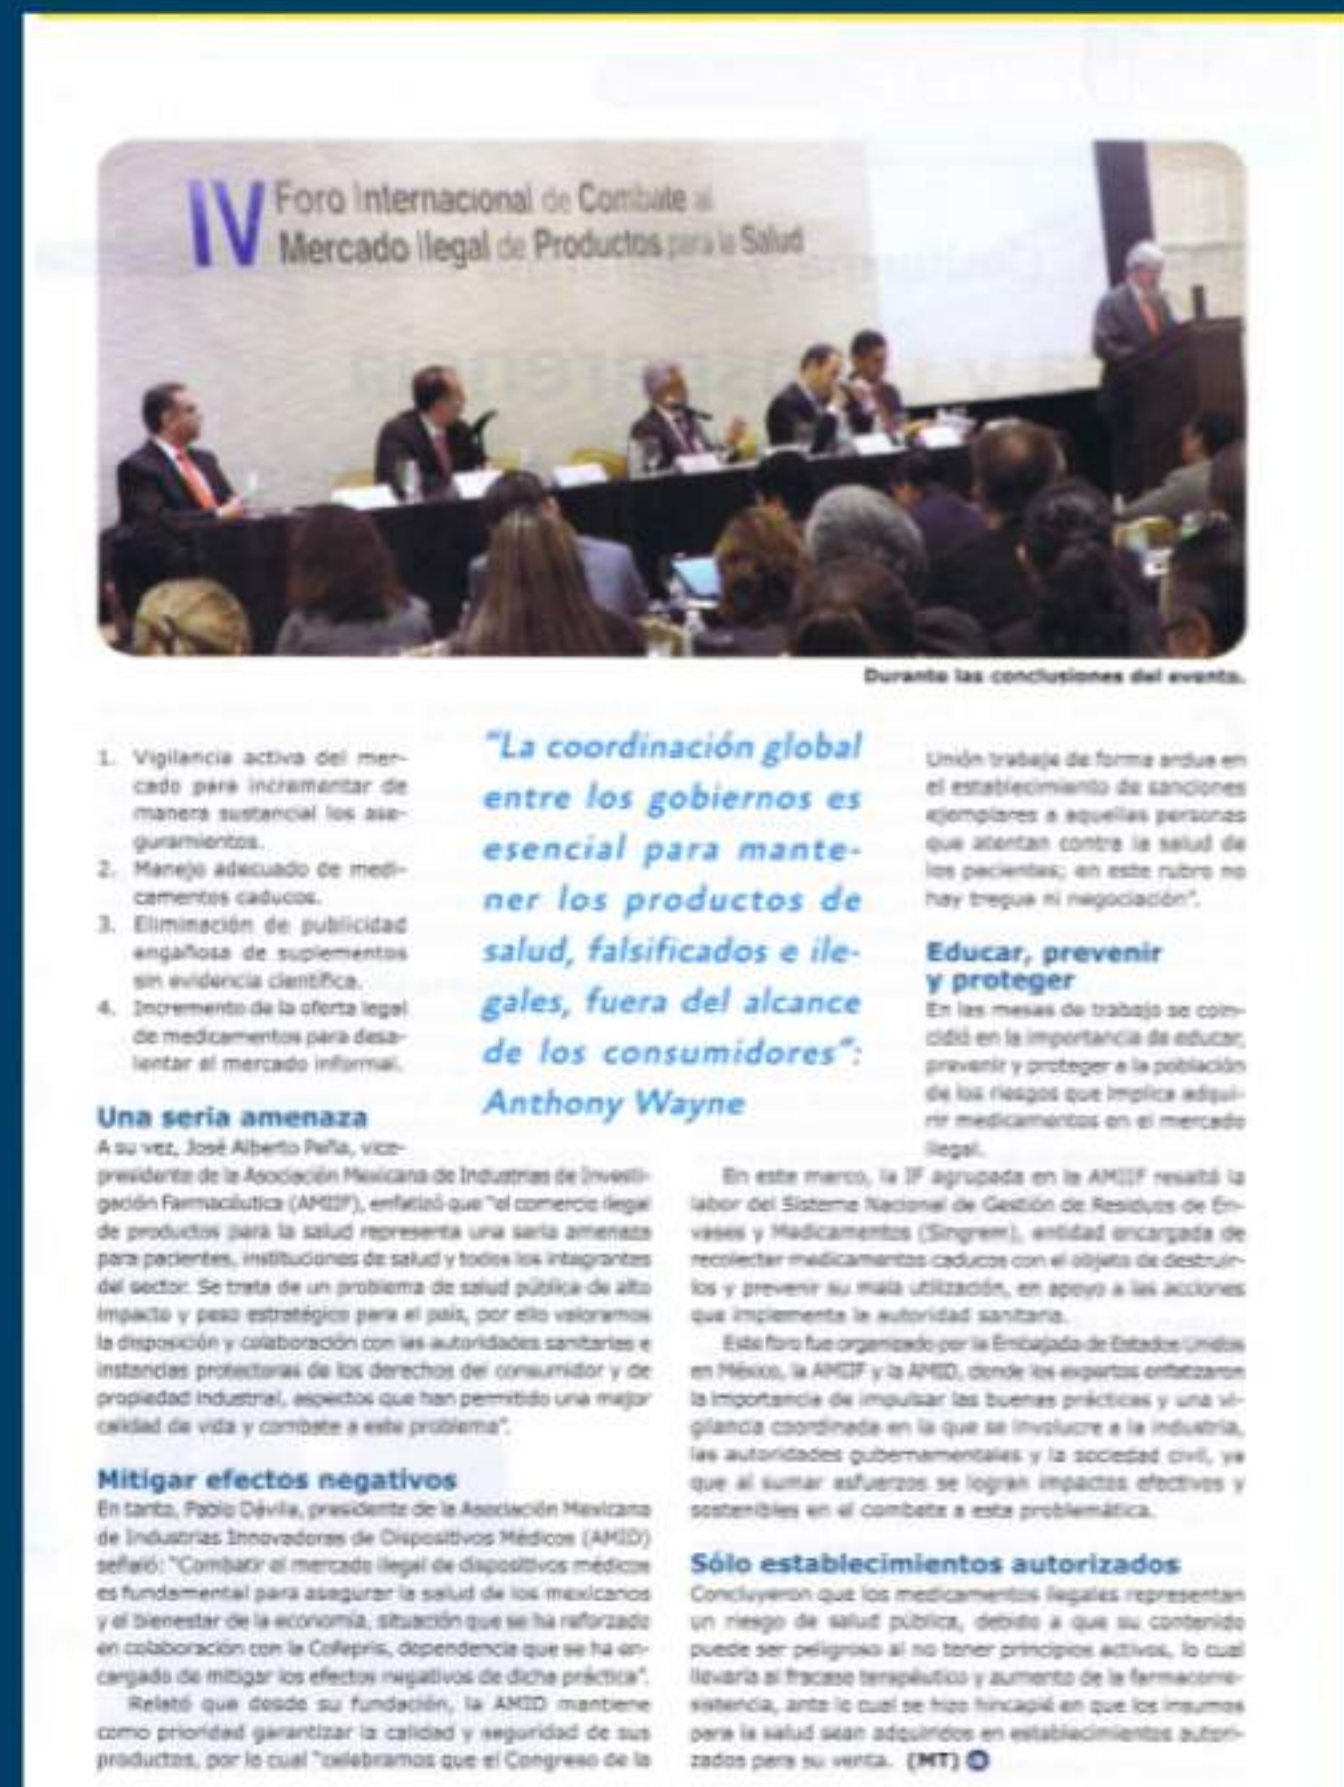 IV Foro Internacional de Combate al
Mercado Ilegal de Productos para la Salud
Durante las conclusiones del evento.
1. Vigilancia activa del mer-
cado para incrementar de
manera sustancial los ase-
guramientos.
2. Manejo adecuado de medi-
camentos caducos.
3. Eliminación de publicidad
engañosa de suplementos
sin evidencia científica.
4. Incremento de la oferta legal
de medicamentos para desa-
lentar el mercado informal.
Una seria amenaza
A su vez, José Alberto Peña, vice-
presidente de la Asociación Mexicana de Industrias de Investi-
gación Farmacéutica (AMIIF), enfatizó que "el comercio ilegal
de productos para la salud representa una seria amenaza
para pacientes, instituciones de salud y todos los integrantes
del sector. Se trata de un problema de salud pública de alto
impacto y peso estratégico para el país, por ello valoramos
la disposición y colaboración con las autoridades sanitarias e
instancias protectoras de los derechos del consumidor y de
propiedad industrial, aspectos que han permitido una mejor
calidad de vida y combate a este problema".
Mitigar efectos negativos
En tanto, Pablo Dávila, presidente de la Asociación Mexicana
de Industrias Innovadoras de Dispositivos Médicos (AMID)
señaló: "Combatir el mercado ilegal de dispositivos médicos
es fundamental para asegurar la salud de los mexicanos
y el bienestar de la economía, situación que se ha reforzado
en colaboración con la Cofepris, dependencia que se ha en-
cargado de mitigar los efectos negativos de dicha práctica".
Relató que desde su fundación, la AMID mantiene
como prioridad garantizar la calidad y seguridad de sus
productos, por lo cual "celebramos que el Congreso de la
"La coordinación global
entre los gobiernos es
esencial para mante-
ner los productos de
salud, falsificados e ile-
gales, fuera del alcance
de los consumidores":
Anthony Wayne
Unión trabaje de forma ardua en
el establecimiento de sanciones
ejemplares a aquellas personas
que atentan contra la salud de
los pacientes; en este rubro no
hay tregua ni negociación".
Educar, prevenir
y proteger
En las mesas de trabajo se coin-
cidió en la importancia de educar,
prevenir y proteger a la población
de los riesgos que implica adqui-
rir medicamentos en el mercado
ilegal.
En este marco, la IF agrupada en la AMIIF resaltó la
labor del Sistema Nacional de Gestión de Residuos de En-
vases y Medicamentos (Singrem), entidad encargada de
recolectar medicamentos caducos con el objeto de destruir-
los y prevenir su mala utilización, en apoyo a las acciones
que implementa la autoridad sanitaria.
Este foro fue organizado por la Embajada de Estados Unidos
en México, la AMIIF y la AMID, donde los expertos enfatizaron
la importancia de impulsar las buenas prácticas y una vi-
gilancia coordinada en la que se involucre a la industria,
las autoridades gubernamentales y la sociedad civil, ya
que al sumar esfuerzos se logran impactos efectivos y
sostenibles en el combate a esta problemática.
Sólo establecimientos autorizados
Concluyeron que los medicamentos ilegales representan
un riesgo de salud pública, debido a que su contenido
puede ser peligroso al no tener principios activos, lo cual
llevaría al fracaso terapéutico y aumento de la farmacorre-
sistencia, ante lo cual se hizo hincapié en que los insumos
para la salud sean adquiridos en establecimientos autori-
zados para su venta. (MT)